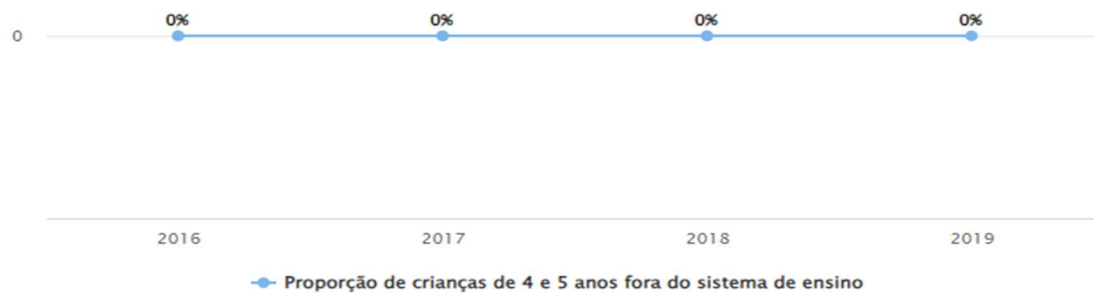 0% 0% 0% 0%
0
2016 2017 2018 2019
Proporção de crianças de 4 e 5 anos fora do sistema de ensino